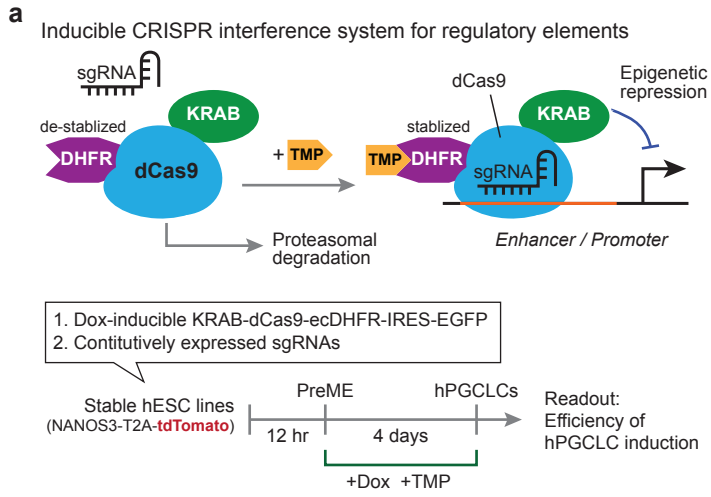 a
Inducible CRISPR interference system for regulatory elements
sgRNA
KRAB
de-stablized
DHFR
dCas9
+ TMP
Proteasomal
degradation
dCas9
KRAB
Epigenetic
repression
stablized
TMP
DHFR
sgRNA
Enhancer / Promoter
1. Dox-inducible KRAB-dCas9-ecDHFR-IRES-EGFP
2. Contitutively expressed sgRNAs
Stable hESC lines
(NANOS3-T2A-tdTomato)
PreME
hPGCLCs
12 hr
4 days
+Dox +TMP
Readout:
Efficiency of
hPGCLC induction